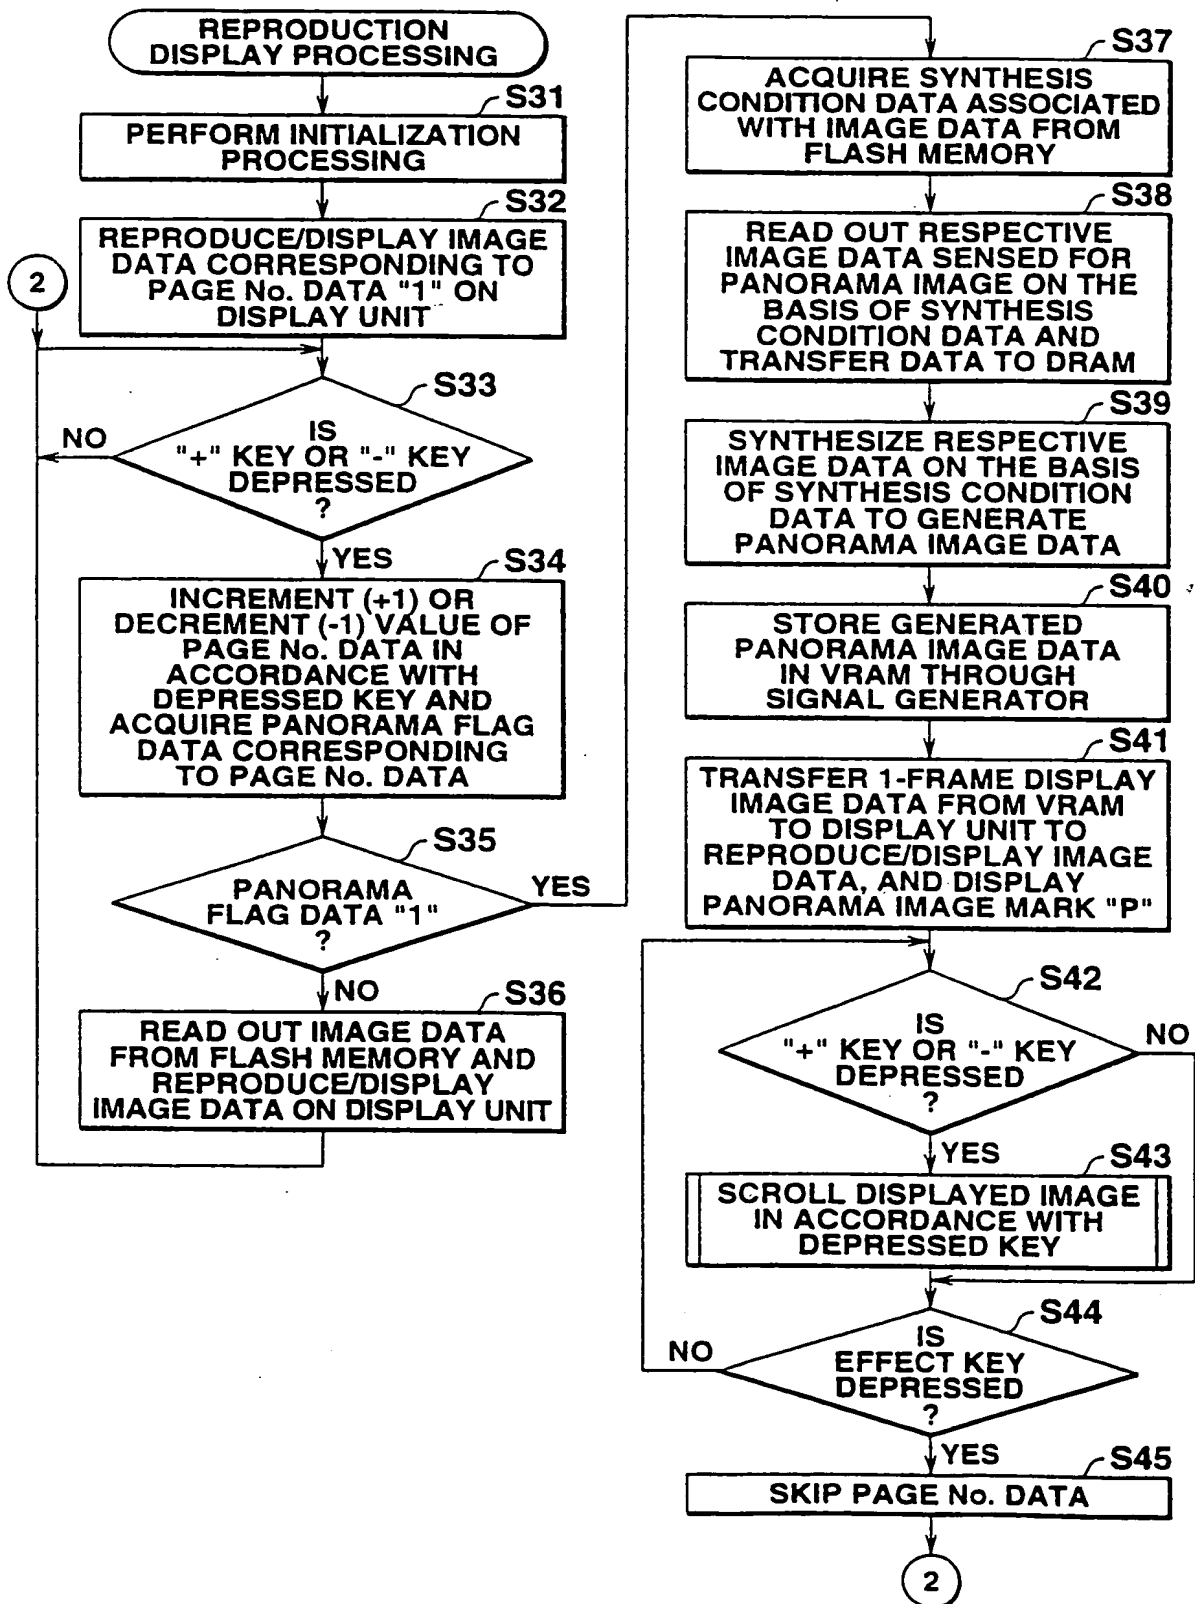 REPRODUCTION
DISPLAY PROCESSING
S31
PERFORM INITIALIZATION
PROCESSING
S32
REPRODUCE/DISPLAY IMAGE
DATA CORRESPONDING TO
PAGE No. DATA "1" ON
DISPLAY UNIT
2
S33
IS
"+" KEY OR "-" KEY
DEPRESSED
?
NO
YES
S34
INCREMENT (+1) OR
DECREMENT (-1) VALUE OF
PAGE No. DATA IN
ACCORDANCE WITH
DEPRESSED KEY AND
ACQUIRE PANORAMA FLAG
DATA CORRESPONDING
TO PAGE No. DATA
S35
PANORAMA
FLAG DATA "1"
?
YES
NO
S36
READ OUT IMAGE DATA
FROM FLASH MEMORY AND
REPRODUCE/DISPLAY
IMAGE DATA ON DISPLAY UNIT
S37
ACQUIRE SYNTHESIS
CONDITION DATA ASSOCIATED
WITH IMAGE DATA FROM
FLASH MEMORY
S38
READ OUT RESPECTIVE
IMAGE DATA SENSED FOR
PANORAMA IMAGE ON THE
BASIS OF SYNTHESIS
CONDITION DATA AND
TRANSFER DATA TO DRAM
S39
SYNTHESIZE RESPECTIVE
IMAGE DATA ON THE BASIS
OF SYNTHESIS CONDITION
DATA TO GENERATE
PANORAMA IMAGE DATA
S40
STORE GENERATED
PANORAMA IMAGE DATA
IN VRAM THROUGH
SIGNAL GENERATOR
S41
TRANSFER 1-FRAME DISPLAY
IMAGE DATA FROM VRAM
TO DISPLAY UNIT TO
REPRODUCE/DISPLAY IMAGE
DATA, AND DISPLAY
PANORAMA IMAGE MARK "P"
S42
IS
"+" KEY OR "-" KEY
DEPRESSED
?
NO
YES
S43
SCROLL DISPLAYED IMAGE
IN ACCORDANCE WITH
DEPRESSED KEY
S44
IS
EFFECT KEY
DEPRESSED
?
NO
YES
S45
SKIP PAGE No. DATA
2